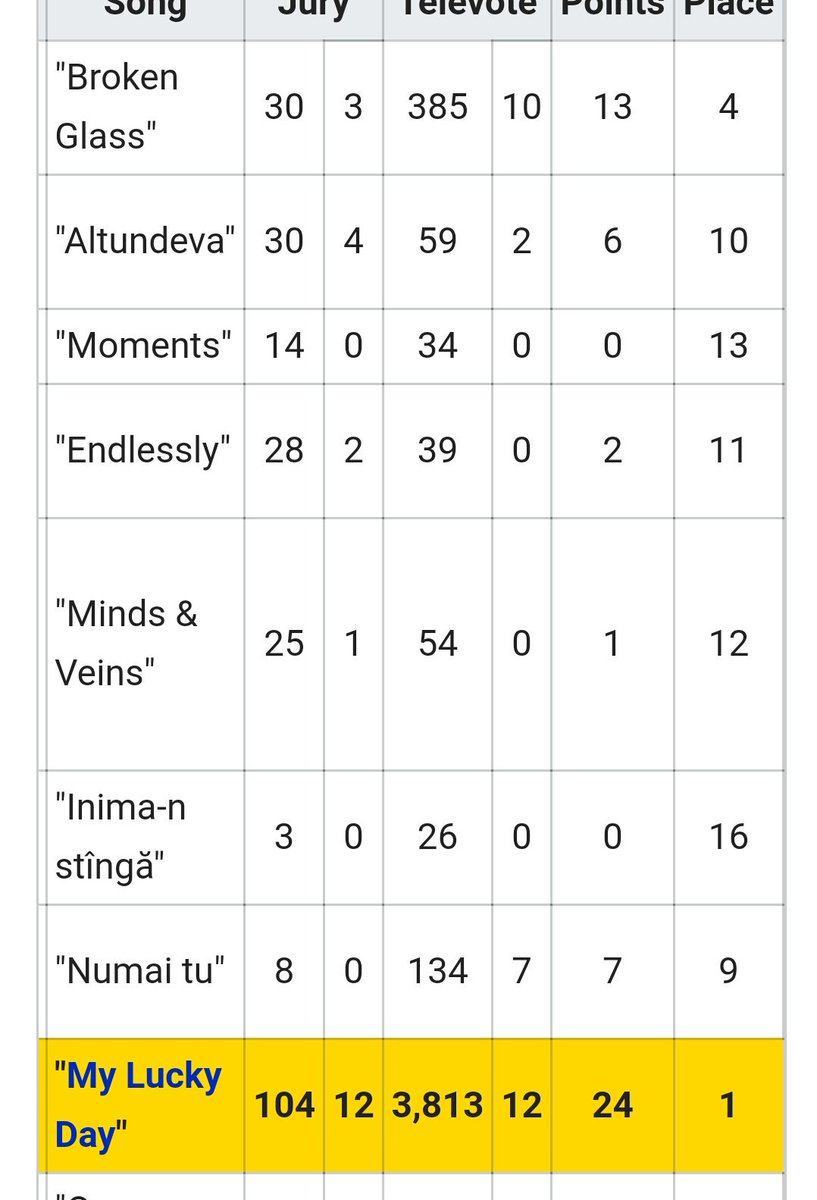 Song Jury Televote Points Place
"Broken
Glass" 30 3 385 10 13 4
"Altundeva" 30 4 59 2 6 10
"Moments" 14 0 34 0 0 13
"Endlessly" 28 2 39 0 2 11
"Minds &
Veins" 25 1 54 0 1 12
"Inima-n
stîngă" 3 0 26 0 0 16
"Numai tu" 8 0 134 7 7 9
"My Lucky
Day" 104 12 3,813 12 24 1